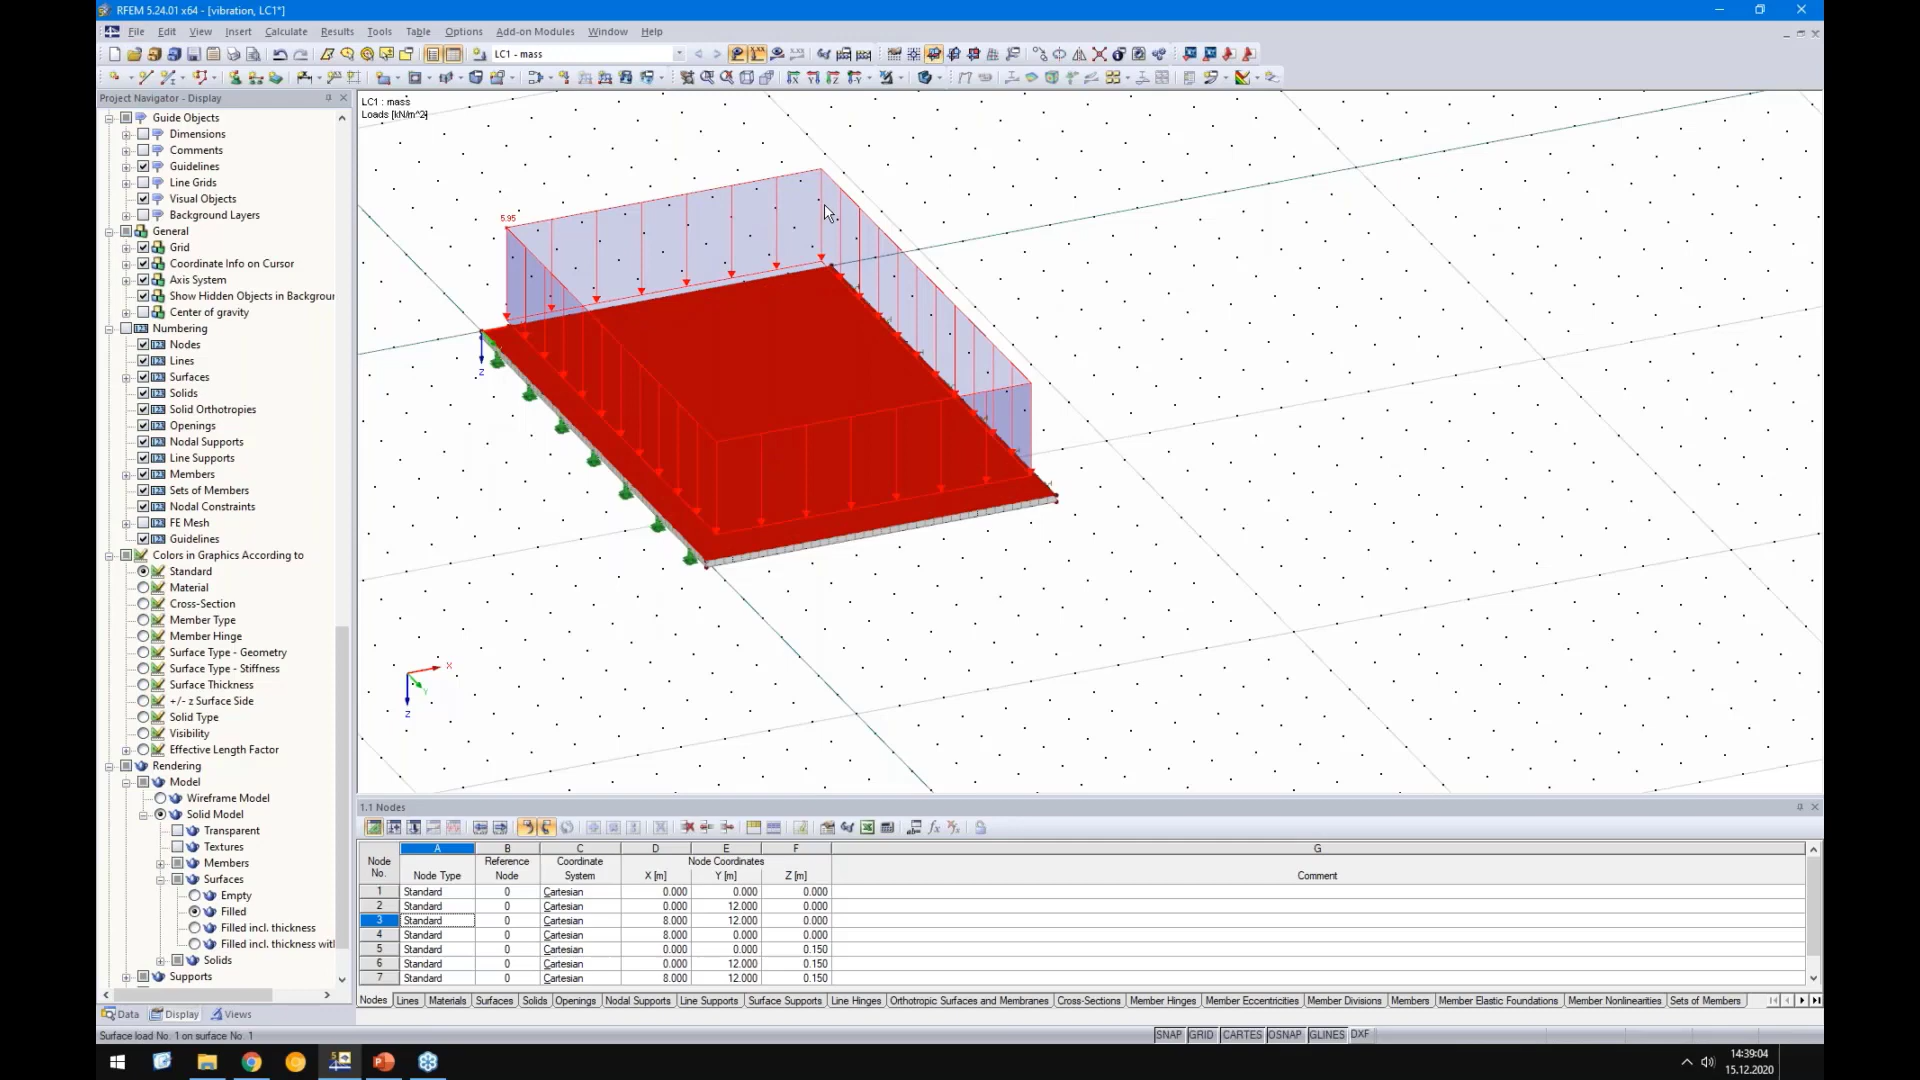 RFEM 5.24.01 x64 - [vibration, LC1*]
File Edit View Insert Calculate Results Tools Table Options Add-on Modules Window Help
LC1 - mass
Project Navigator - Display
Guide Objects
Dimensions
Comments
Guidelines
Line Grids
Visual Objects
Background Layers
General
Grid
Coordinate Info on Cursor
Axis System
Show Hidden Objects in Backgrour
Center of gravity
Numbering
Nodes
Lines
Surfaces
Solids
Solid Orthotropies
Openings
Nodal Supports
Line Supports
Members
Sets of Members
Nodal Constraints
FE Mesh
Guidelines
Colors in Graphics According to
Standard
Material
Cross-Section
Member Type
Member Hinge
Surface Type - Geometry
Surface Type - Stiffness
Surface Thickness
+/- z Surface Side
Solid Type
Visibility
Effective Length Factor
Rendering
Model
Wireframe Model
Solid Model
Transparent
Textures
Members
Surfaces
Empty
Filled
Filled incl. thickness
Filled incl. thickness wit
Solids
Supports
Data Display Views
LC1 : mass
Loads [kN/m^2]
5.95
Z
X
Y
Z
1.1 Nodes
A B C D E F G
Node Reference Coordinate Node Coordinates
No. Node Type Node System X [m] Y [m] Z [m] Comment
1 Standard 0 Cartesian 0.000 0.000 0.000
2 Standard 0 Cartesian 0.000 12.000 0.000
3 Standard 0 Cartesian 8.000 12.000 0.000
4 Standard 0 Cartesian 8.000 0.000 0.000
5 Standard 0 Cartesian 0.000 0.000 0.150
6 Standard 0 Cartesian 0.000 12.000 0.150
7 Standard 0 Cartesian 8.000 12.000 0.150
Nodes Lines Materials Surfaces Solids Openings Nodal Supports Line Supports Surface Supports Line Hinges Orthotropic Surfaces and Membranes Cross-Sections Member Hinges Member Eccentricities Member Divisions Members Member Elastic Foundations Member Nonlinearities Sets of Members
Surface load No. 1 on surface No. 1
SNAP GRID CARTES OSNAP GLINES DXF
14:39:04
15.12.2020